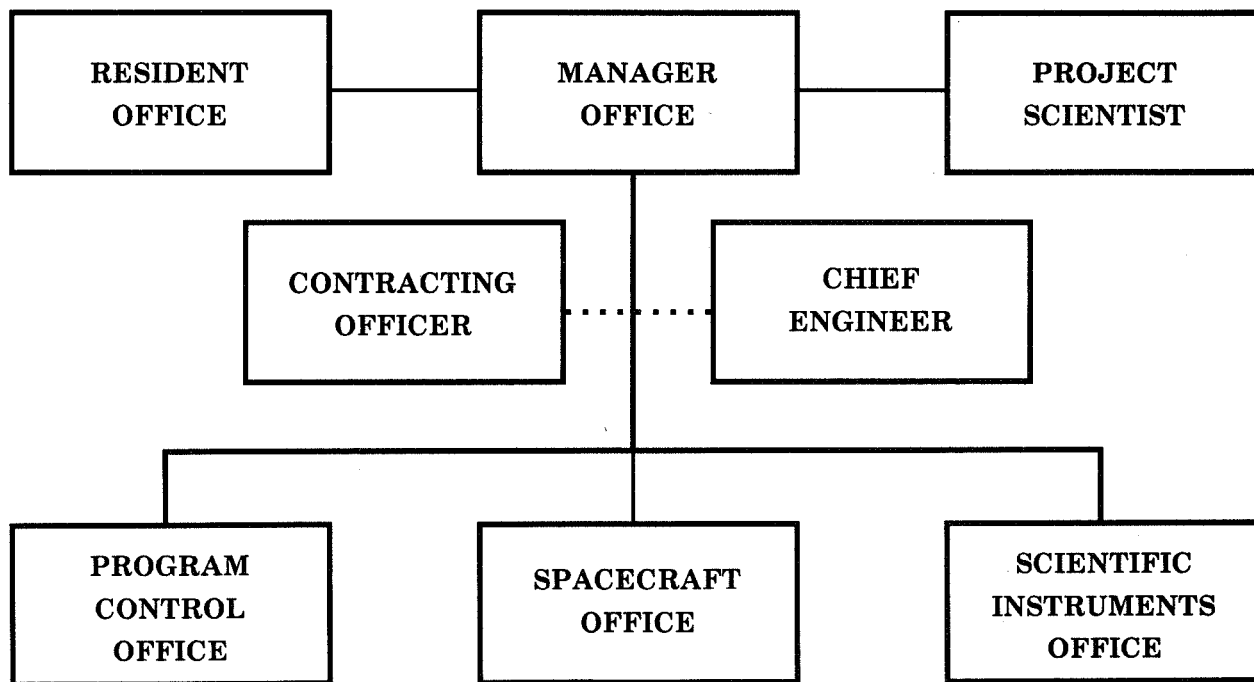 RESIDENT
OFFICE
MANAGER
OFFICE
PROJECT
SCIENTIST
CONTRACTING
OFFICER
CHIEF
ENGINEER
PROGRAM
CONTROL
OFFICE
SPACECRAFT
OFFICE
SCIENTIFIC
INSTRUMENTS
OFFICE